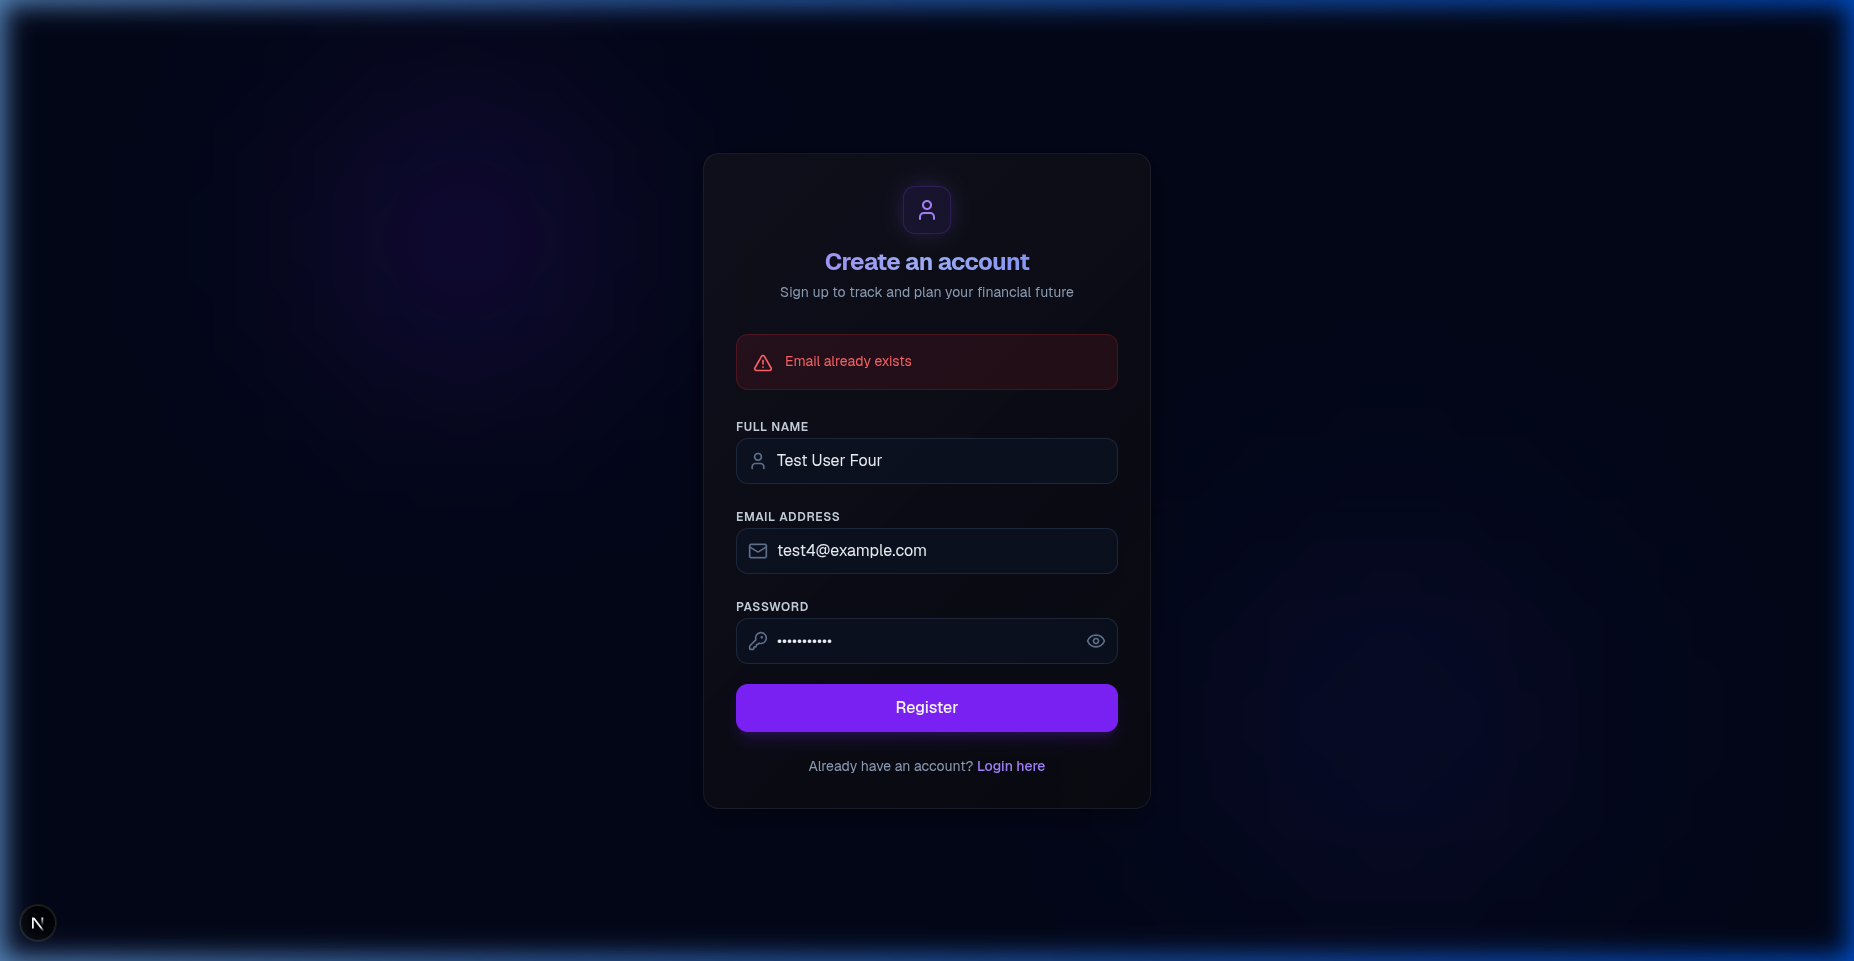 Create an account
Sign up to track and plan your financial future
Email already exists
FULL NAME
Test User Four
EMAIL ADDRESS
test4@example.com
PASSWORD
•••••••••••
Register
Already have an account? Login here
N